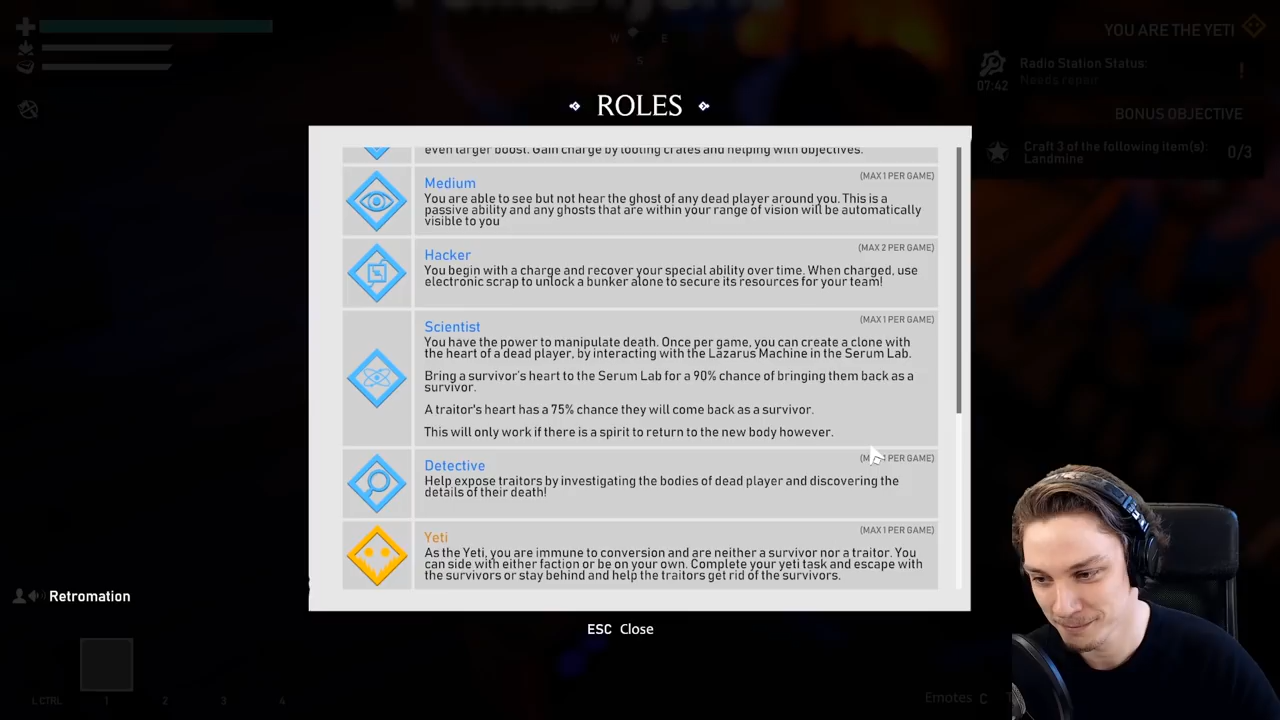 W E
S
YOU ARE THE YETI
Radio Station Status:
Needs repair
07:42
BONUS OBJECTIVE
Craft 3 of the following item(s):
Landmine
0/3
ROLES
even larger boost. Gain charge by looting crates and helping with objectives.
Medium
(MAX 1 PER GAME)
You are able to see but not hear the ghost of any dead player around you. This is a
passive ability and any ghosts that are within your range of vision will be automatically
visible to you
Hacker
(MAX 2 PER GAME)
You begin with a charge and recover your special ability over time. When charged, use
electronic scrap to unlock a bunker alone to secure its resources for your team!
Scientist
(MAX 1 PER GAME)
You have the power to manipulate death. Once per game, you can create a clone with
the heart of a dead player, by interacting with the Lazarus Machine in the Serum Lab.
Bring a survivor's heart to the Serum Lab for a 90% chance of bringing them back as a
survivor.
A traitor's heart has a 75% chance they will come back as a survivor.
This will only work if there is a spirit to return to the new body however.
Detective
PER GAME)
Help expose traitors by investigating the bodies of dead player and discovering the
details of their death!
Yeti
(MAX 1 PER GAME)
As the Yeti, you are immune to conversion and are neither a survivor nor a traitor. You
can side with either faction or be on your own. Complete your yeti task and escape with
the survivors or stay behind and help the traitors get rid of the survivors.
Retromation
ESC Close
L CTRL 1 2 3 4
Emotes C